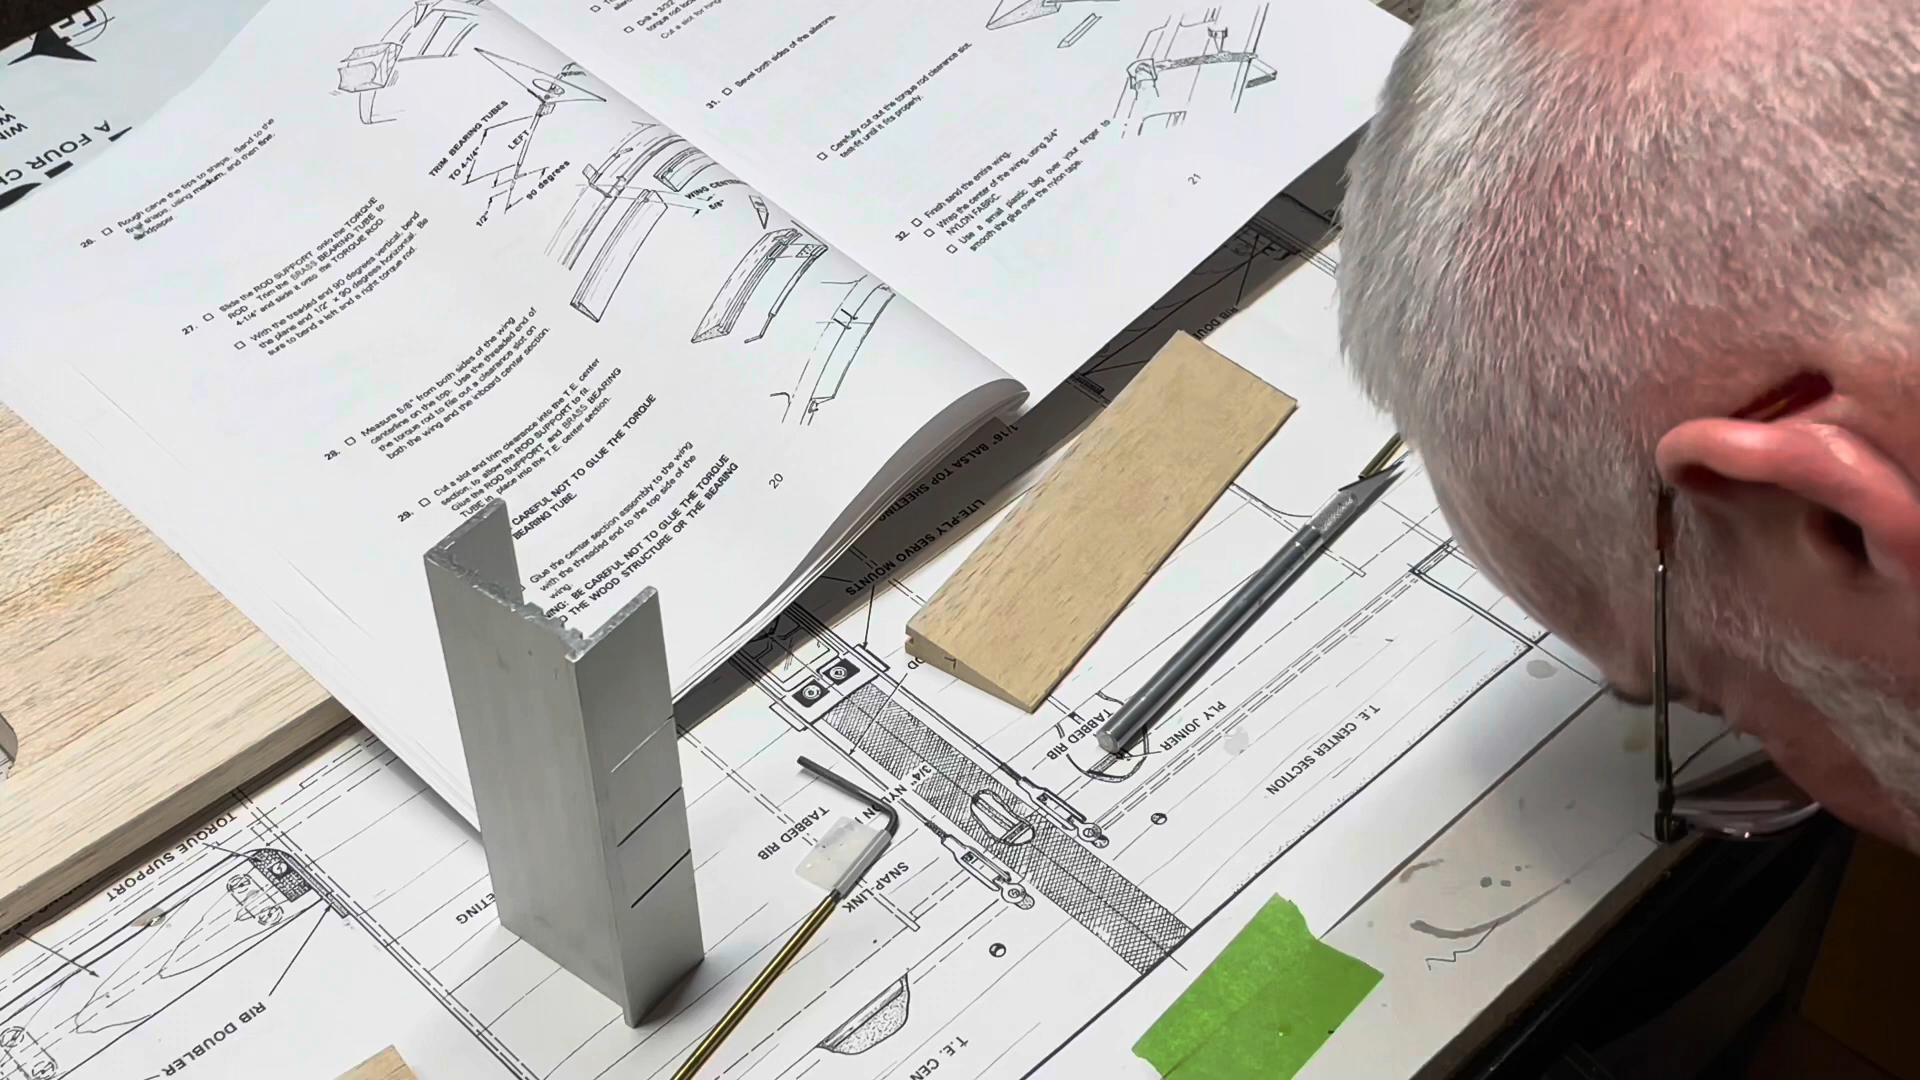 A FOUR
26. Rough carve the tips to shape. Sand to the
shape, using medium, and then fine,
27. Slide the ROD SUPPORT onto the TORQUE
ROD. Trim the BRASS BEARING TUBE to
4-1/4" and slide it onto the TORQUE ROD.
With the treaded end 90 degrees vertical, bend
the plane end 1/2" x 90 degrees horizontal. Be
sure to bend a left and a right torque rod.
28. Measure 5/8" from both sides of the wing
centerline on the top. Use the threaded end of
the torque rod to file out a clearance slot on
both the wing and the inboard center section.
29. Cut a slot and trim clearance into the T.E. center
section, to allow the ROD SUPPORT to fit.
Glue the ROD SUPPORT and BRASS BEARING
TUBE in place into the T.E. center section.
CAREFUL NOT TO GLUE THE TORQUE
BEARING TUBE.
Glue the center section assembly to the wing
with the threaded end to the top side of the
wing.
BE CAREFUL NOT TO GLUE THE TORQUE
THE WOOD STRUCTURE OR THE BEARING
20
TRIM BEARING TUBES
TO 4-1/4"
LEFT
1/2"
90 degrees
WING
5/8"
Cut a slot for
31. Bevel both sides of the ailerons.
Carefully cut out the torque rod clearance slot.
test-fit until it fits properly.
32 Finish sand the entire wing.
Wrap the center of the wing, using 3/4"
NYLON FABRIC.
Use a small plastic bag over your finger to
smooth the glue over the nylon tape.
21
1/16" BALSA TOP SHEETING
LITE-PLY SERVO MOUNTS
TABBED RIB
PLY JOINER
T.E. CENTER SECTION
3/4"
TABBED RIB
SNAP-LINK
TORQUE SUPPORT
RIB DOUBLER
T.E.